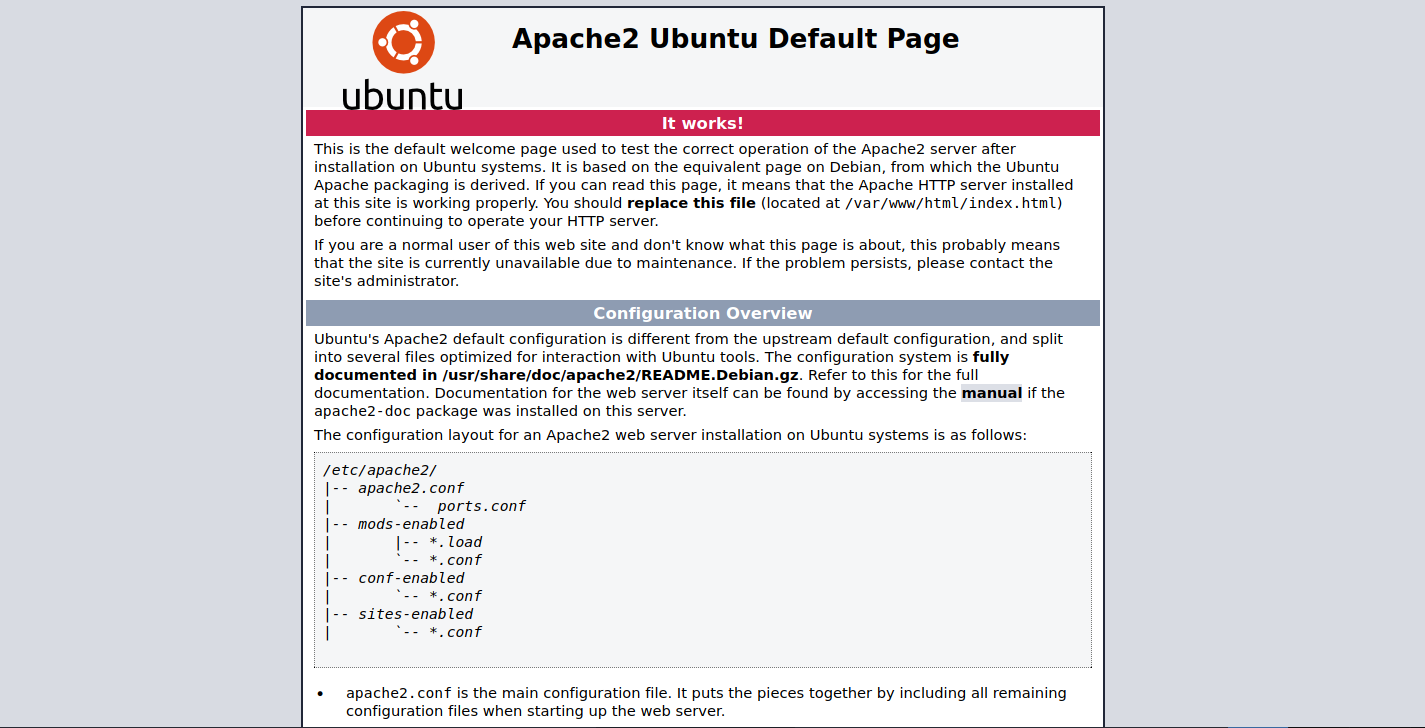 Apache2 Ubuntu Default Page
ubuntu
It works!
This is the default welcome page used to test the correct operation of the Apache2 server after
installation on Ubuntu systems. It is based on the equivalent page on Debian, from which the Ubuntu
Apache packaging is derived. If you can read this page, it means that the Apache HTTP server installed
at this site is working properly. You should replace this file (located at /var/www/html/index.html)
before continuing to operate your HTTP server.
If you are a normal user of this web site and don't know what this page is about, this probably means
that the site is currently unavailable due to maintenance. If the problem persists, please contact the
site's administrator.
Configuration Overview
Ubuntu's Apache2 default configuration is different from the upstream default configuration, and split
into several files optimized for interaction with Ubuntu tools. The configuration system is fully
documented in /usr/share/doc/apache2/README.Debian.gz. Refer to this for the full
documentation. Documentation for the web server itself can be found by accessing the manual if the
apache2-doc package was installed on this server.
The configuration layout for an Apache2 web server installation on Ubuntu systems is as follows:
/etc/apache2/
|-- apache2.conf
|       `--  ports.conf
|-- mods-enabled
|       |-- *.load
|       `-- *.conf
|-- conf-enabled
|       `-- *.conf
|-- sites-enabled
|       `-- *.conf
• apache2.conf is the main configuration file. It puts the pieces together by including all remaining
configuration files when starting up the web server.